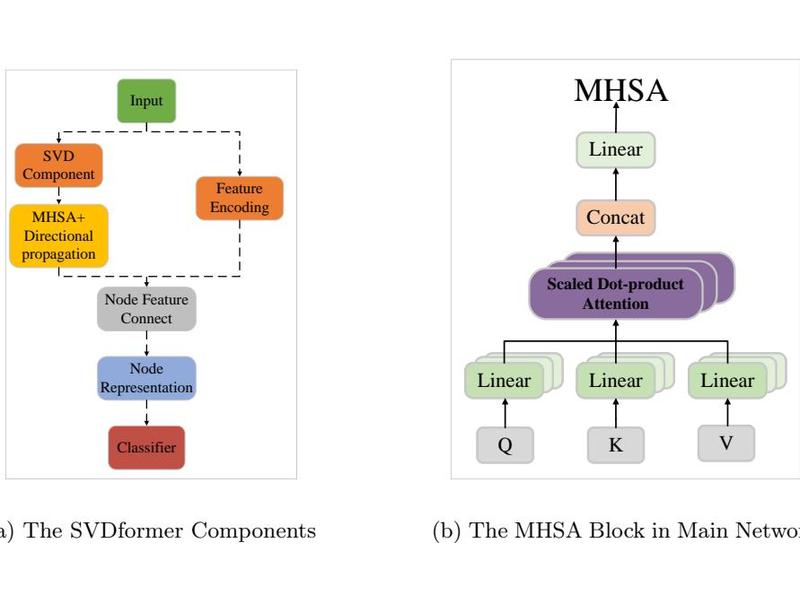 Input
SVD
Component
Feature
Encoding
MHSA+
Directional
propagation
Node Feature
Connect
Node
Representation
Classifier
a) The SVDformer Components
MHSA
Linear
Concat
Scaled Dot-product
Attention
Linear Linear Linear
Q K V
(b) The MHSA Block in Main